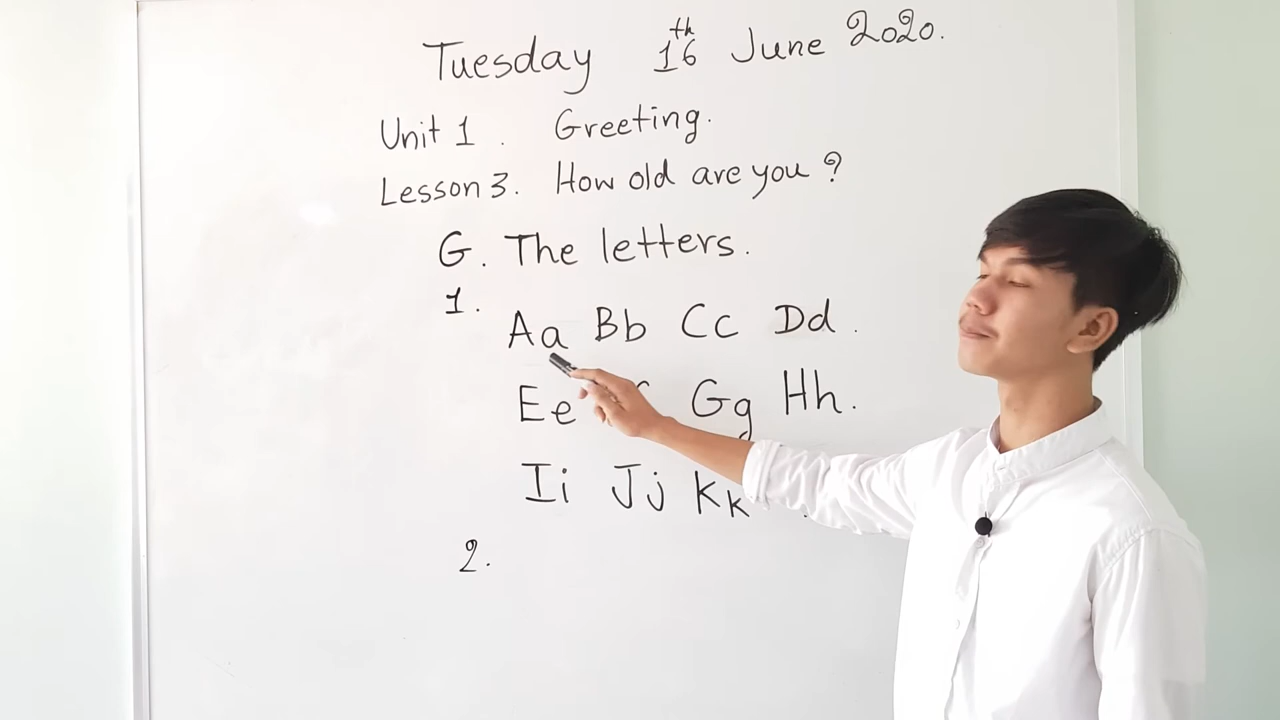 Tuesday 16th June 2020.
Unit 1. Greeting.
Lesson 3. How old are you?
G. The letters.
1.
Aa Bb Cc Dd.
Ee Gg Hh.
Ii Jj Kk
2.